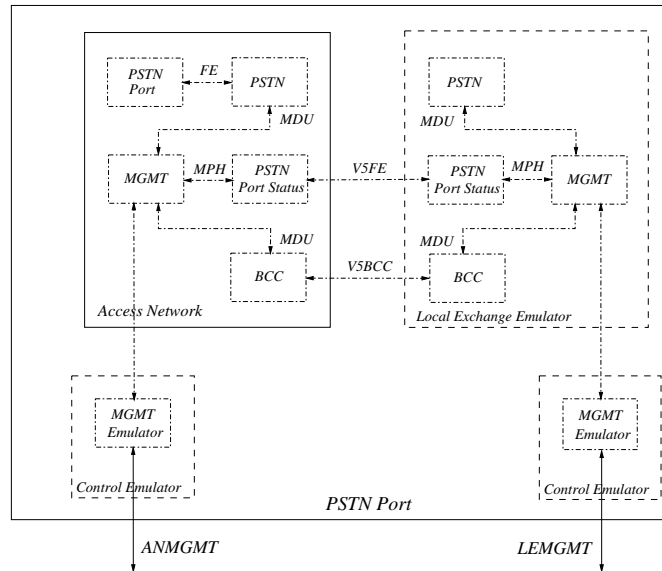 PSTN
Port
FE
PSTN
MDU
MGMT
MPH
PSTN
Port Status
MDU
BCC
Access Network
V5FE
V5BCC
PSTN
MDU
PSTN
Port Status
MPH
MGMT
MDU
BCC
Local Exchange Emulator
MGMT
Emulator
Control Emulator
MGMT
Emulator
Control Emulator
PSTN Port
ANMGMT
LEMGMT